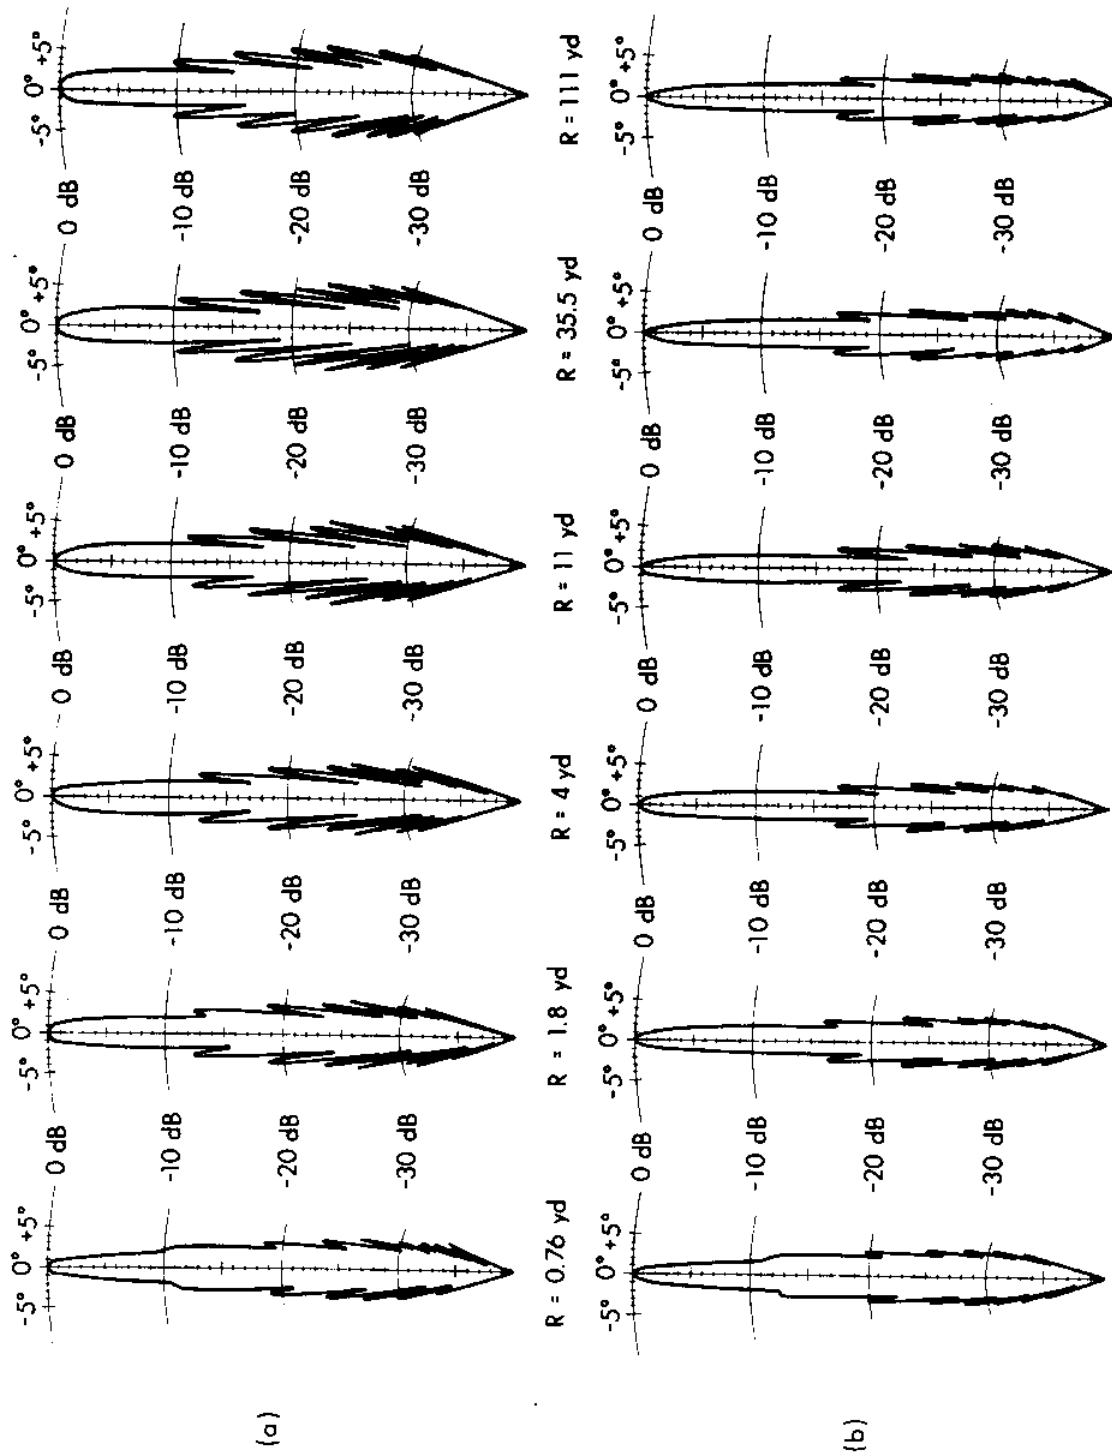 -5° 0° +5° -5° 0° +5° -5° 0° +5° -5° 0° +5° -5° 0° +5° -5° 0° +5°
0 dB 0 dB 0 dB 0 dB 0 dB
-10 dB -10 dB -10 dB -10 dB -10 dB
(a)
-20 dB -20 dB -20 dB -20 dB -20 dB
-30 dB -30 dB -30 dB -30 dB -30 dB
R = 0.76 yd R = 1.8 yd R = 4 yd R = 11 yd R = 35.5 yd R = 111 yd
-5° 0° +5° -5° 0° +5° -5° 0° +5° -5° 0° +5° -5° 0° +5° -5° 0° +5°
0 dB 0 dB 0 dB 0 dB 0 dB
-10 dB -10 dB -10 dB -10 dB -10 dB
(b)
-20 dB -20 dB -20 dB -20 dB -20 dB
-30 dB -30 dB -30 dB -30 dB -30 dB